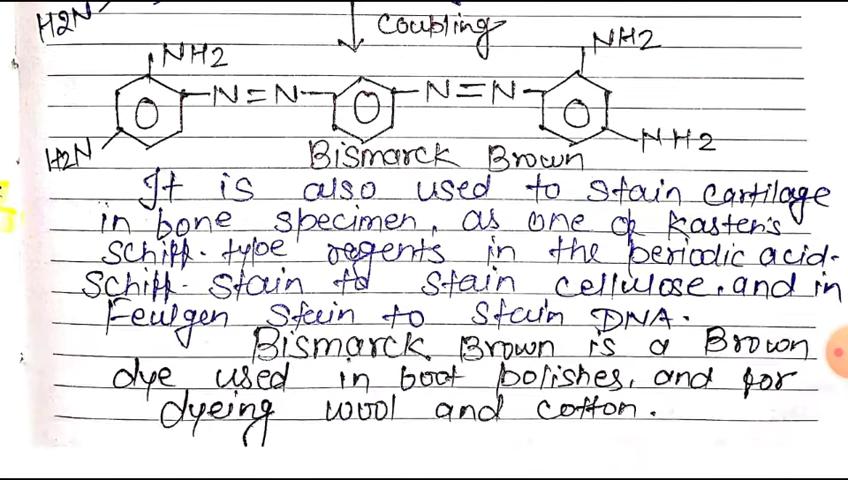 H2N
Coupling
NH2
NH2
N=N
N=N
H2N
NH2
Bismarck Brown
It is also used to stain cartilage
in bone specimen, as one of Kasten's
Schiff-type regents in the periodic acid-
Schiff-stain to stain cellulose, and in
Feulgen Stain to stain DNA.
Bismarck Brown is a Brown
dye used in boot polishes, and for
dyeing wool and cotton.